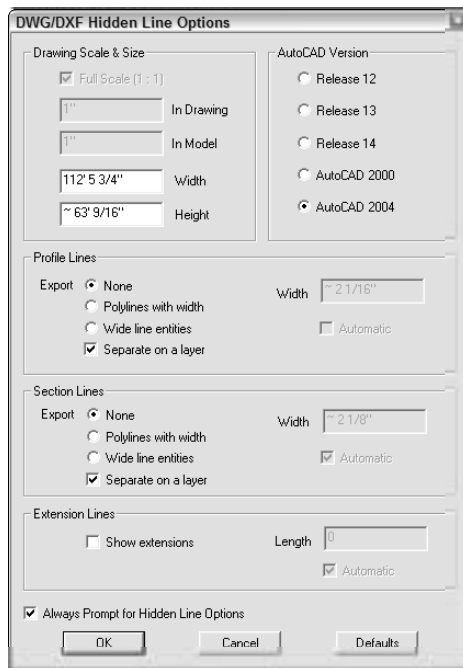 DWG/DXF Hidden Line Options
Drawing Scale & Size
Full Scale (1 : 1)
1" In Drawing
1" In Model
112' 5 3/4" Width
~ 63' 9/16" Height
AutoCAD Version
Release 12
Release 13
Release 14
AutoCAD 2000
AutoCAD 2004
Profile Lines
Export None
Polylines with width
Wide line entities
Separate on a layer
Width ~ 2 1/16"
Automatic
Section Lines
Export None
Polylines with width
Wide line entities
Separate on a layer
Width ~ 2 1/8"
Automatic
Extension Lines
Show extensions
Length 0
Automatic
Always Prompt for Hidden Line Options
OK Cancel Defaults